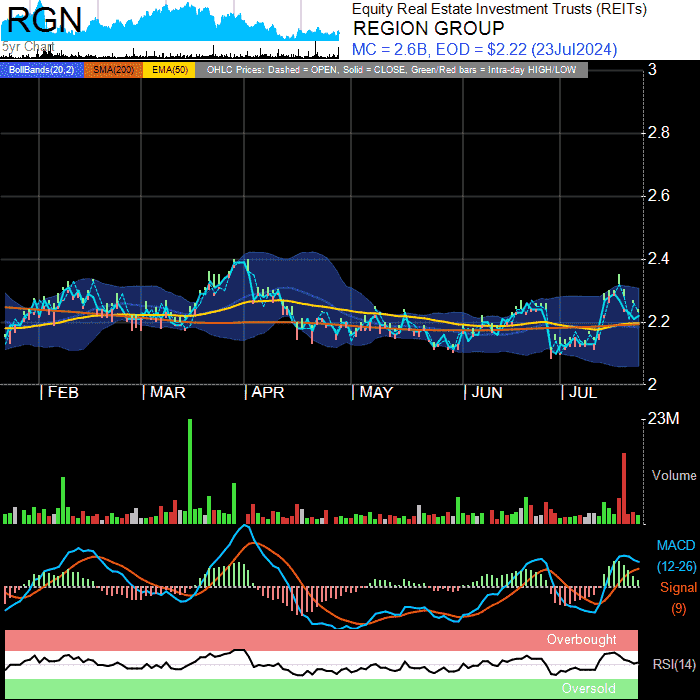 RGN
5yr Chart
Equity Real Estate Investment Trusts (REITs)
REGION GROUP
MC = 2.6B, EOD = $2.22 (23Jul2024)
BollBands(20,2) SMA(200) EMA(50) OHLC Prices: Dashed = OPEN, Solid = CLOSE, Green/Red bars = Intra-day HIGH/LOW
3
2.8
2.6
2.4
2.2
2
| FEB | MAR | APR | MAY | JUN | JUL
23M
Volume
MACD
(12-26)
Signal
(9)
Overbought
RSI(14)
Oversold